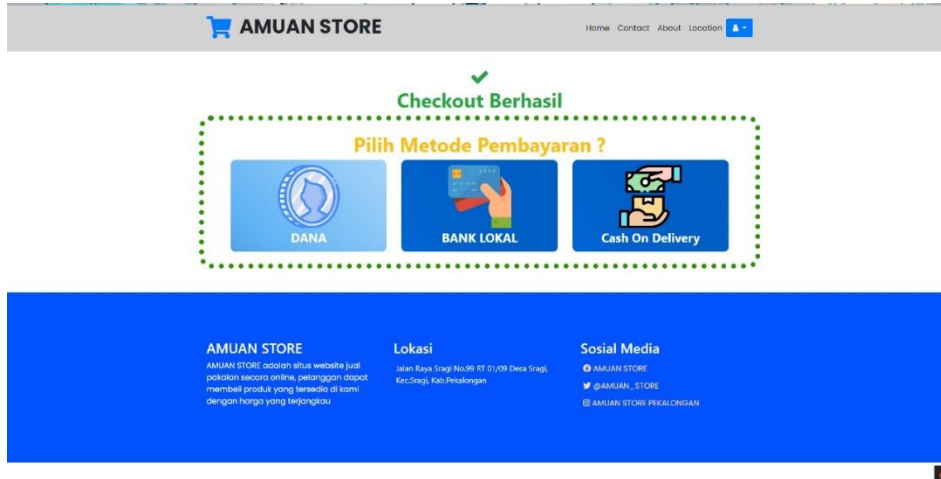 AMUAN STORE
Home Contact About Location
Checkout Berhasil
Pilih Metode Pembayaran ?
DANA
BANK LOKAL
Cash On Delivery
AMUAN STORE
AMUAN STORE adalah situs website jual
pakaian secara online, pelanggan dapat
membeli produk yang tersedia di kami
dengan harga yang terjangkau
Lokasi
Jalan Raya Sragi No.99 RT 01/09 Desa Sragi,
Kec.Sragi, Kab.Pekalongan
Sosial Media
AMUAN STORE
@AMUAN_STORE
AMUAN STORE PEKALONGAN